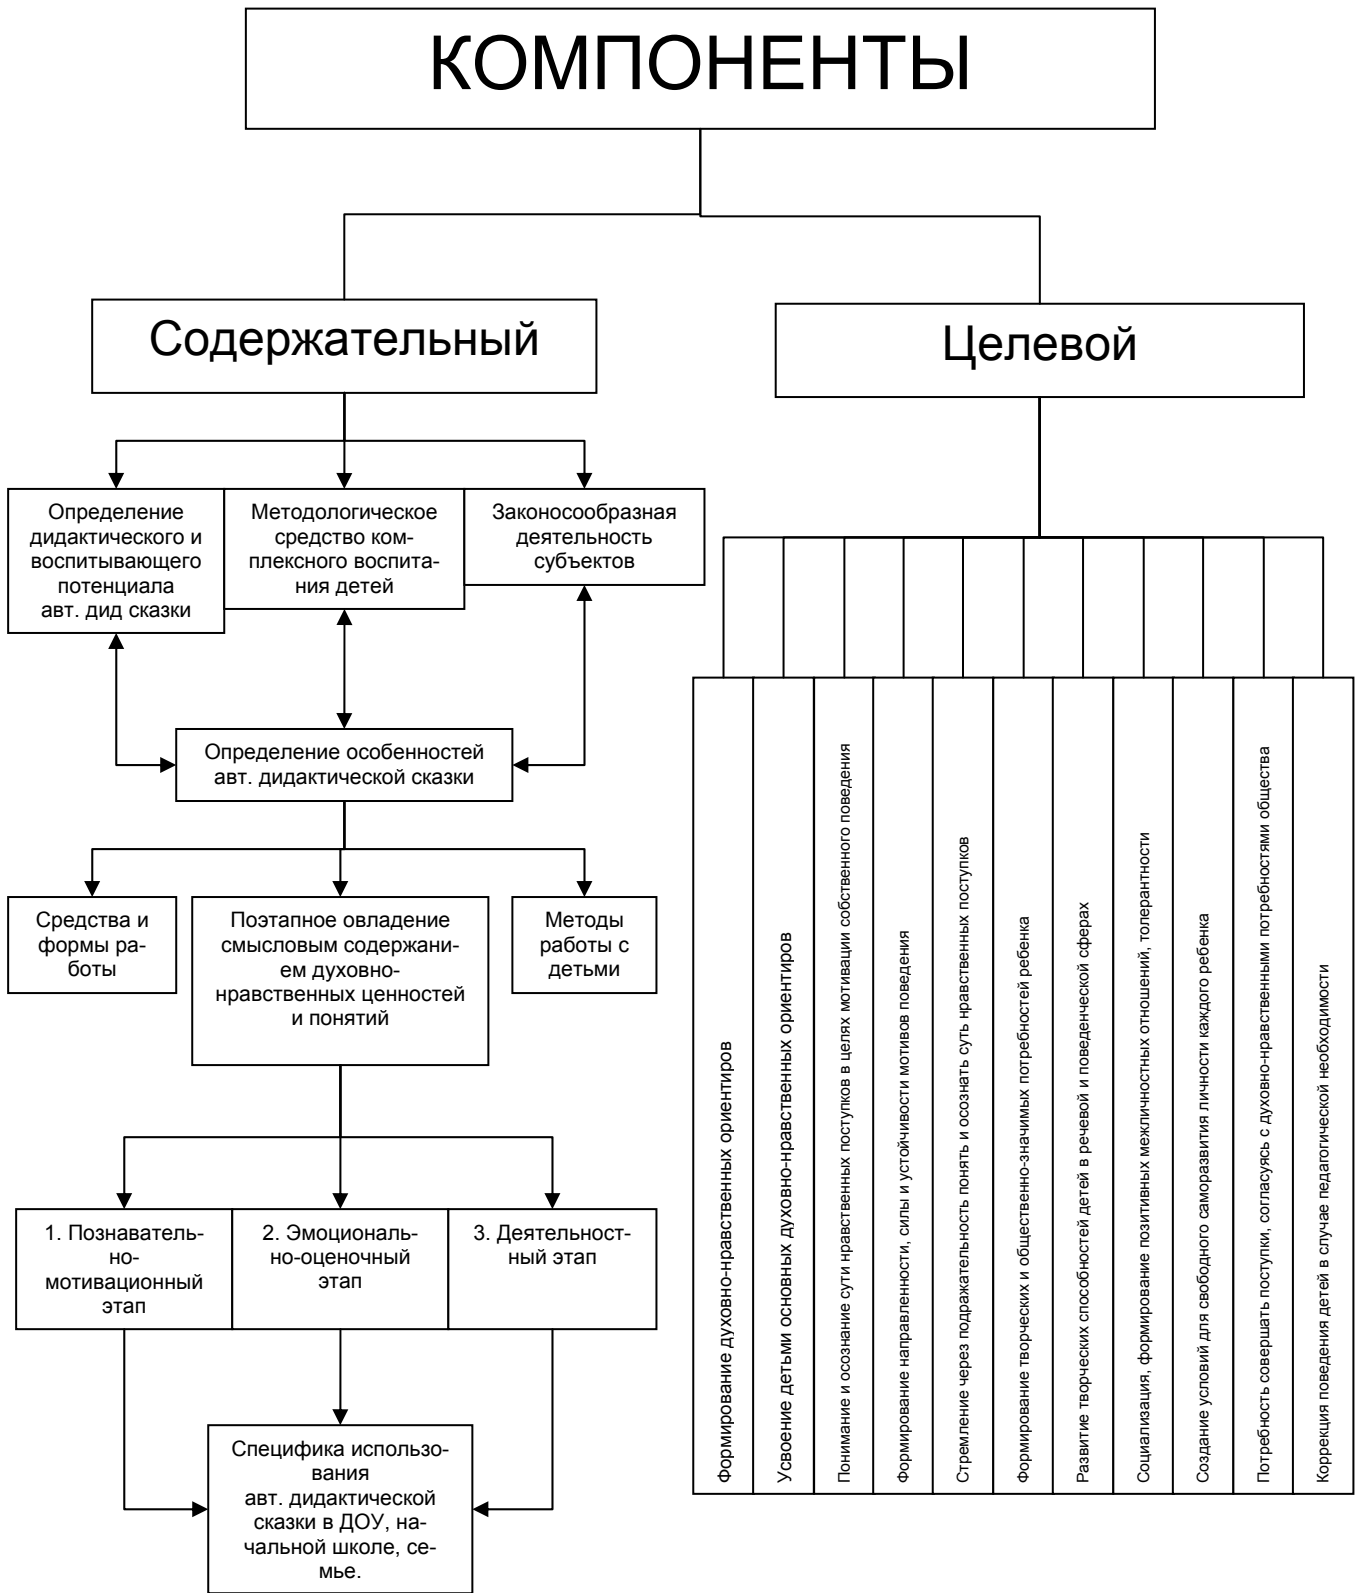 КОМПОНЕНТЫ
Содержательный
Целевой
Определение
дидактического и
воспитывающего
потенциала
авт. дид сказки
Методологическое
средство ком-
плексного воспита-
ния детей
Законосообразная
деятельность
субъектов
Определение особенностей
авт. дидактической сказки
Средства и
формы ра-
боты
Поэтапное овладение
смысловым содержани-
ем духовно-
нравственных ценностей
и понятий
Методы
работы с
детьми
1. Познаватель-
но-
мотивационный
этап
2. Эмоциональ-
но-оценочный
этап
3. Деятельност-
ный этап
Специфика использо-
вания
авт. дидактической
сказки в ДОУ, на-
чальной школе, се-
мье.
Формирование духовно-нравственных ориентиров
Усвоение детьми основных духовно-нравственных ориентиров
Понимание и осознание сути нравственных поступков в целях мотивации собственного поведения
Формирование направленности, силы и устойчивости мотивов поведения
Стремление через подражательность понять и осознать суть нравственных поступков
Формирование творческих и общественно-значимых потребностей ребенка
Развитие творческих способностей детей в речевой и поведенческой сферах
Социализация, формирование позитивных межличностных отношений, толерантности
Создание условий для свободного саморазвития личности каждого ребенка
Потребность совершать поступки, согласуясь с духовно-нравственными потребностями общества
Коррекция поведения детей в случае педагогической необходимости